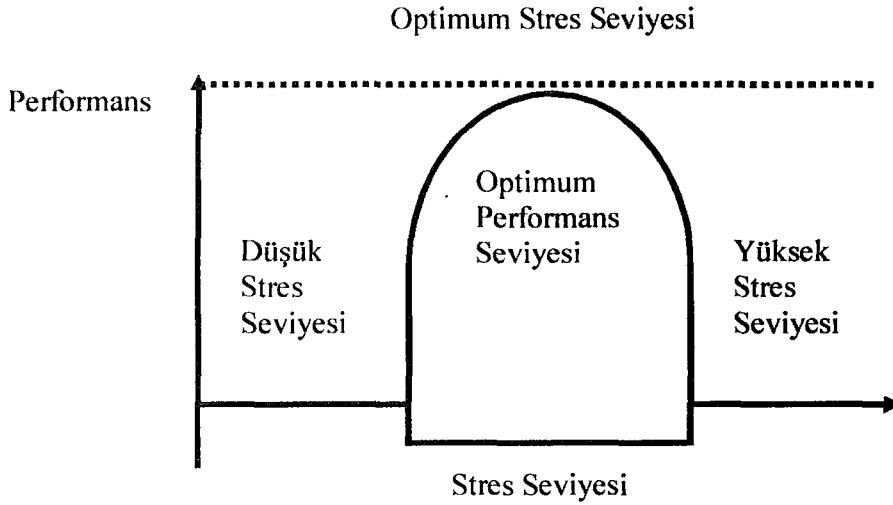 Optimum Stres Seviyesi
Performans
Optimum
Performans
Seviyesi
Düşük
Stres
Seviyesi
Yüksek
Stres
Seviyesi
Stres Seviyesi